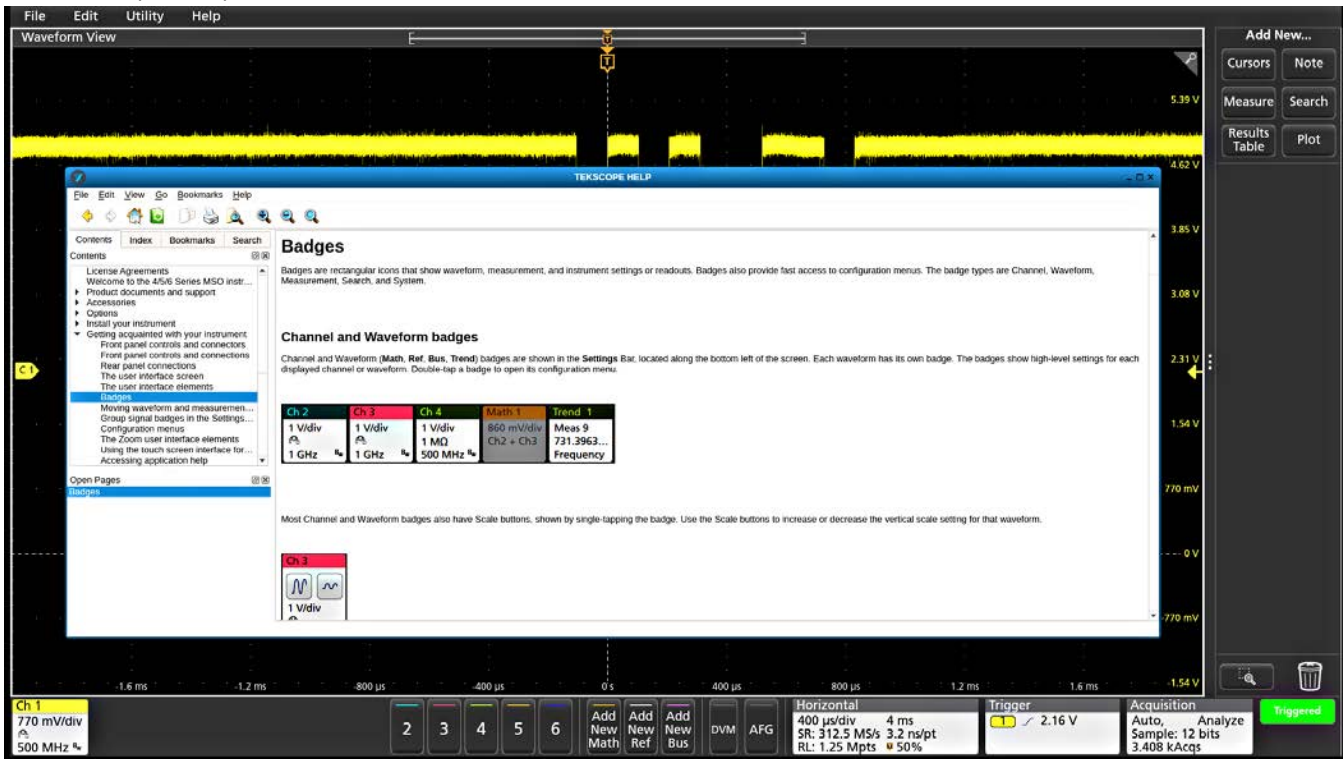 File Edit Utility Help
Waveform View
Add New...
Cursors Note
Measure Search
Results Table Plot
T
T
5.39 V
4.62 V
3.85 V
3.08 V
2.31 V
1.54 V
770 mV
0 V
-770 mV
-1.54 V
C1
TEKSCOPE HELP
File Edit View Go Bookmarks Help
Contents Index Bookmarks Search
Contents
License Agreements
Welcome to the 4/5/6 Series MSO instr...
Product documents and support
Accessories
Options
Install your instrument
Getting acquainted with your instrument
Front panel controls and connectors
Front panel controls and connections
Rear panel connections
The user interface screen
The user interface elements
Badges
Moving waveform and measuremen...
Group signal badges in the Settings...
Configuration menus
The Zoom user interface elements
Using the touch screen interface for...
Accessing application help
Open Pages
Badges
Badges
Badges are rectangular icons that show waveform, measurement, and instrument settings or readouts. Badges also provide fast access to configuration menus. The badge types are Channel, Waveform,
Measurement, Search, and System.
Channel and Waveform badges
Channel and Waveform (Math, Ref, Bus, Trend) badges are shown in the Settings Bar, located along the bottom left of the screen. Each waveform has its own badge. The badges show high-level settings for each
displayed channel or waveform. Double-tap a badge to open its configuration menu.
Ch 2 Ch 3 Ch 4 Math 1 Trend 1
1 V/div 1 V/div 1 V/div 860 mV/div Meas 9
1 MΩ Ch2 + Ch3 731.3963...
1 GHz 1 GHz 500 MHz Frequency
Most Channel and Waveform badges also have Scale buttons, shown by single-tapping the badge. Use the Scale buttons to increase or decrease the vertical scale setting for that waveform.
Ch 3
1 V/div
-1.6 ms -1.2 ms -800 µs -400 µs 0 s 400 µs 800 µs 1.2 ms 1.6 ms
Ch 1
770 mV/div
500 MHz
2 3 4 5 6
Add New Math
Add New Ref
Add New Bus
DVM AFG
Horizontal
400 µs/div 4 ms
SR: 312.5 MS/s 3.2 ns/pt
RL: 1.25 Mpts 50%
Trigger
1 2.16 V
Acquisition
Auto, Analyze
Sample: 12 bits
3.408 kAcqs
Triggered